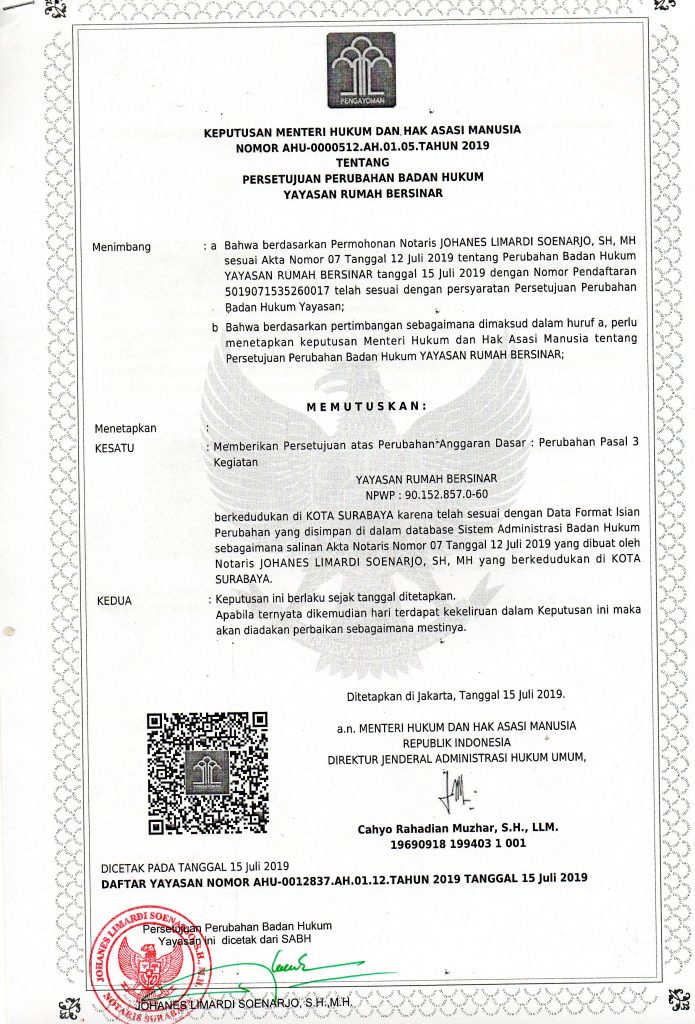 PENGAYOMAN
KEPUTUSAN MENTERI HUKUM DAN HAK ASASI MANUSIA
NOMOR AHU-0000512.AH.01.05.TAHUN 2019
TENTANG
PERSETUJUAN PERUBAHAN BADAN HUKUM
YAYASAN RUMAH BERSINAR
Menimbang : a Bahwa berdasarkan Permohonan Notaris JOHANES LIMARDI SOENARJO, SH, MH
sesuai Akta Nomor 07 Tanggal 12 Juli 2019 tentang Perubahan Badan Hukum
YAYASAN RUMAH BERSINAR tanggal 15 Juli 2019 dengan Nomor Pendaftaran
5019071535260017 telah sesuai dengan persyaratan Persetujuan Perubahan
Badan Hukum Yayasan;
b Bahwa berdasarkan pertimbangan sebagaimana dimaksud dalam huruf a, perlu
menetapkan keputusan Menteri Hukum dan Hak Asasi Manusia tentang
Persetujuan Perubahan Badan Hukum YAYASAN RUMAH BERSINAR;
M E M U T U S K A N :
Menetapkan :
KESATU : Memberikan Persetujuan atas Perubahan Anggaran Dasar : Perubahan Pasal 3
Kegiatan
YAYASAN RUMAH BERSINAR
NPWP : 90.152.857.0-60
berkedudukan di KOTA SURABAYA karena telah sesuai dengan Data Format Isian
Perubahan yang disimpan di dalam database Sistem Administrasi Badan Hukum
sebagaimana salinan Akta Notaris Nomor 07 Tanggal 12 Juli 2019 yang dibuat oleh
Notaris JOHANES LIMARDI SOENARJO, SH, MH yang berkedudukan di KOTA
SURABAYA.
KEDUA : Keputusan ini berlaku sejak tanggal ditetapkan.
Apabila ternyata dikemudian hari terdapat kekeliruan dalam Keputusan ini maka
akan diadakan perbaikan sebagaimana mestinya.
Ditetapkan di Jakarta, Tanggal 15 Juli 2019.
a.n. MENTERI HUKUM DAN HAK ASASI MANUSIA
REPUBLIK INDONESIA
DIREKTUR JENDERAL ADMINISTRASI HUKUM UMUM,
PENGAYOMAN
Cahyo Rahadian Muzhar, S.H., LLM.
19690918 199403 1 001
DICETAK PADA TANGGAL 15 Juli 2019
DAFTAR YAYASAN NOMOR AHU-0012837.AH.01.12.TAHUN 2019 TANGGAL 15 Juli 2019
Persetujuan Perubahan Badan Hukum
Yayasan ini dicetak dari SABH
JOHANES LIMARDI SOENARJO, S.H., M.H.
NOTARIS SURABAYA
JOHANES LIMARDI SOENARJO, S.H.,M.H.